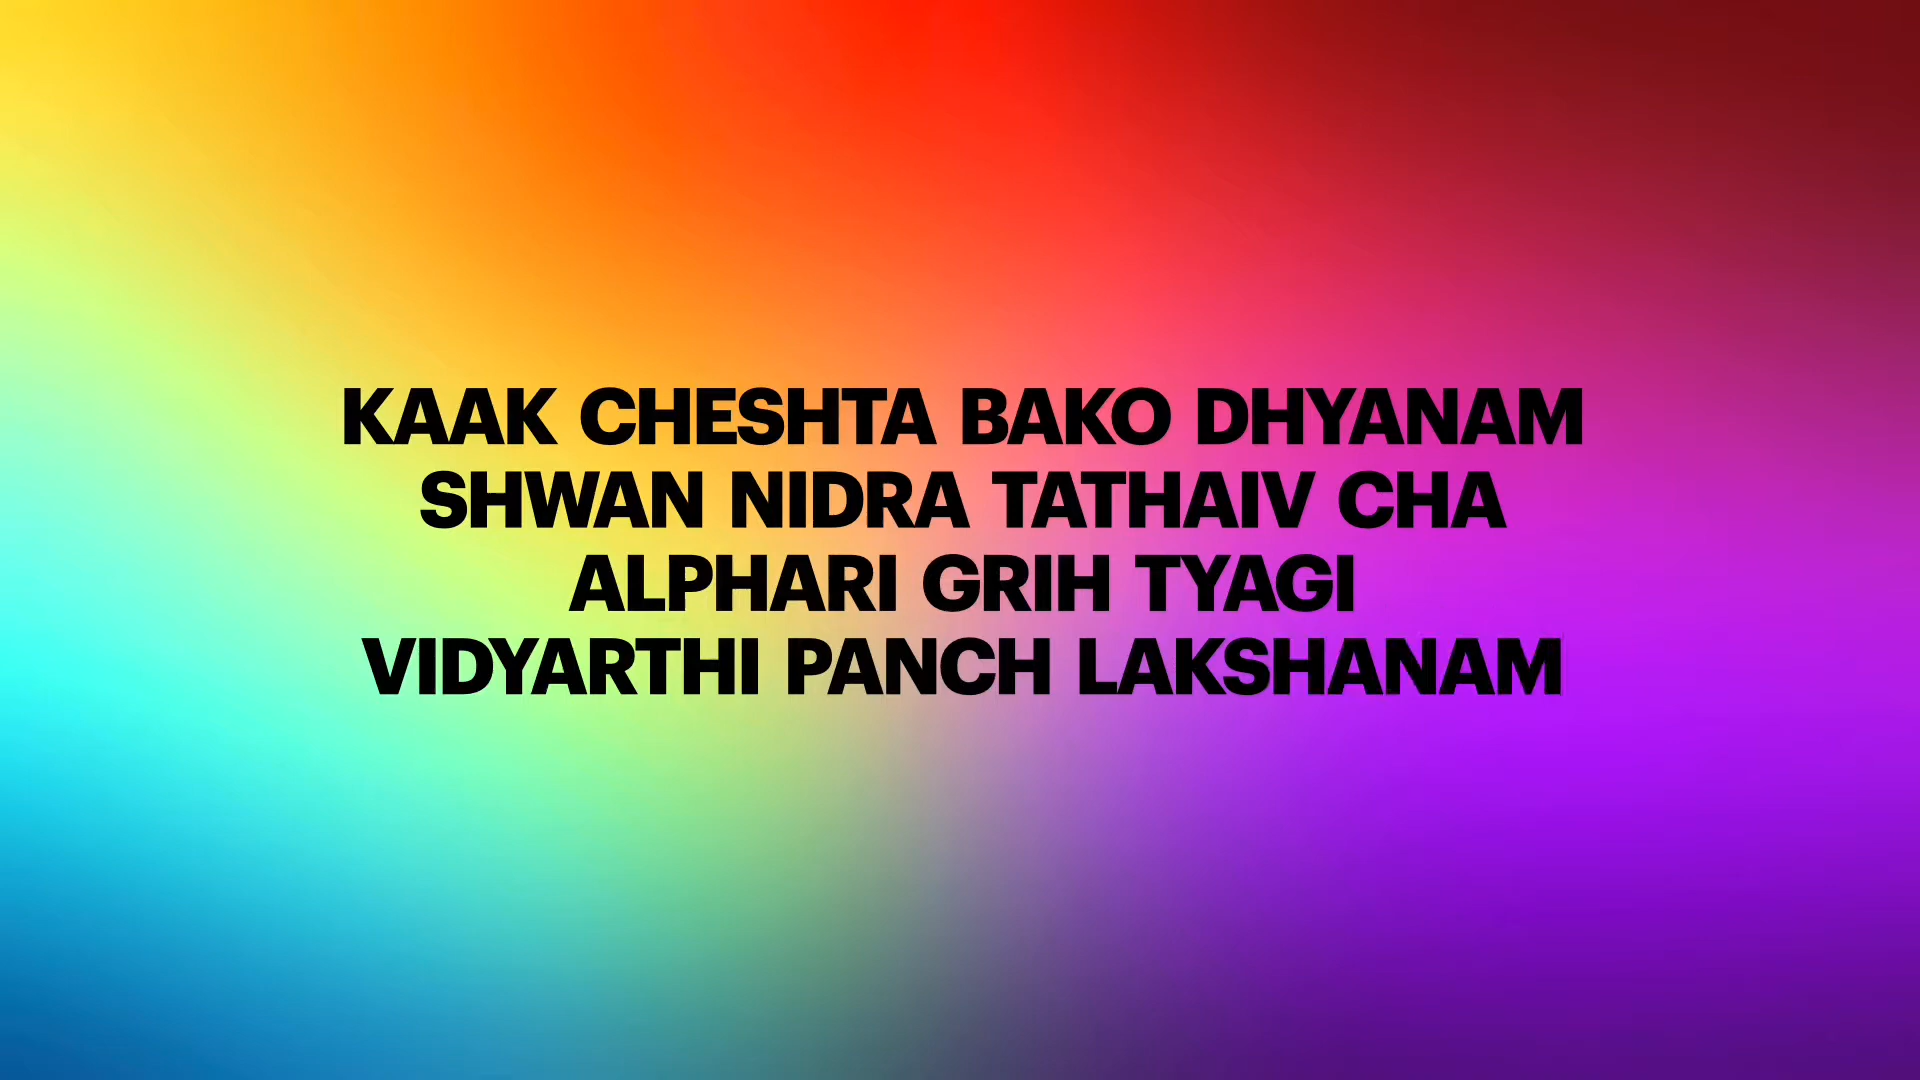 KAAK CHESHTA BAKO DHYANAM
SHWAN NIDRA TATHAIV CHA
ALPHARI GRIH TYAGI
VIDYARTHI PANCH LAKSHANAM